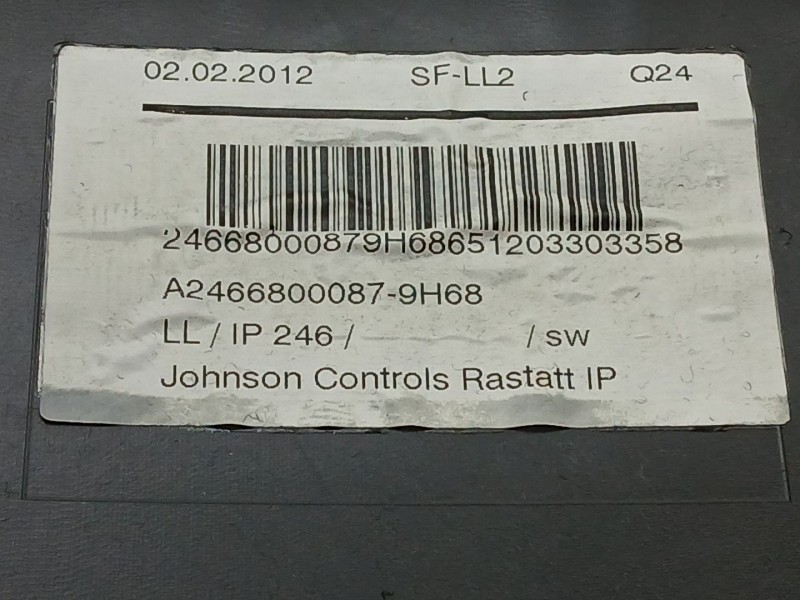 02.02.2012 SF-LL2 Q24
24668000879H68651203303358
A2466800087-9H68
LL / IP 246 / / sw
Johnson Controls Rastatt IP